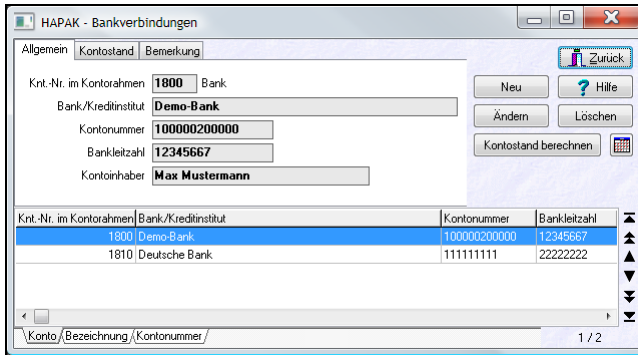 HAPAK - Bankverbindungen
Allgemein Kontostand Bemerkung
Zurück
Knt.-Nr. im Kontorahmen 1800 Bank
Neu ? Hilfe
Bank/Kreditinstitut Demo-Bank
Ändern Löschen
Kontonummer 100000200000
Bankleitzahl 12345667
Kontostand berechnen
Kontoinhaber Max Mustermann
Knt.-Nr. im Kontorahmen Bank/Kreditinstitut Kontonummer Bankleitzahl
1800 Demo-Bank 100000200000 12345667
1810 Deutsche Bank 111111111 22222222
Konto Bezeichnung Kontonummer
1 / 2